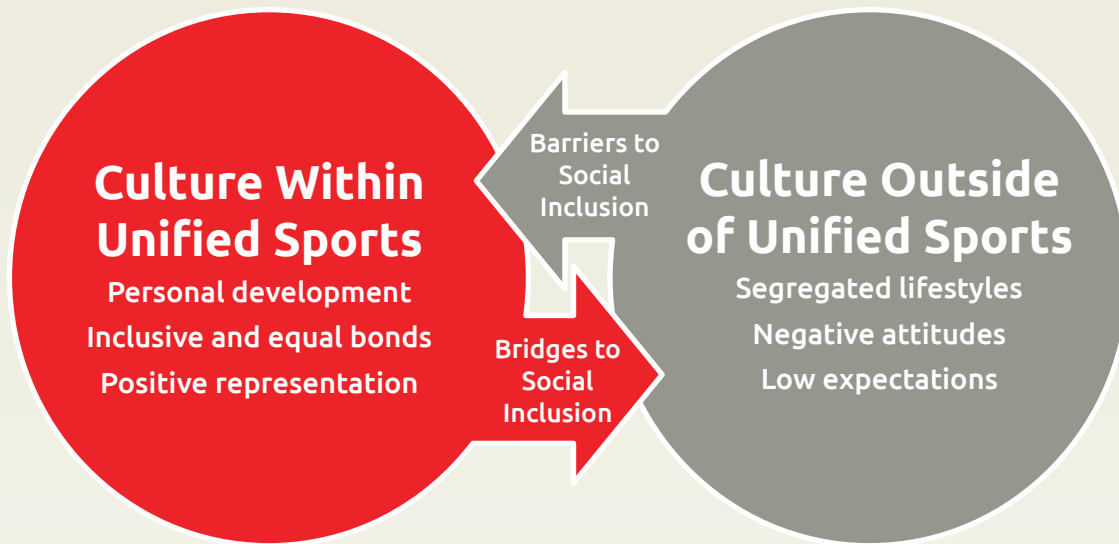 Culture Within
Unified Sports
Personal development
Inclusive and equal bonds
Positive representation
Barriers to
Social
Inclusion
Bridges to
Social
Inclusion
Culture Outside
of Unified Sports
Segregated lifestyles
Negative attitudes
Low expectations